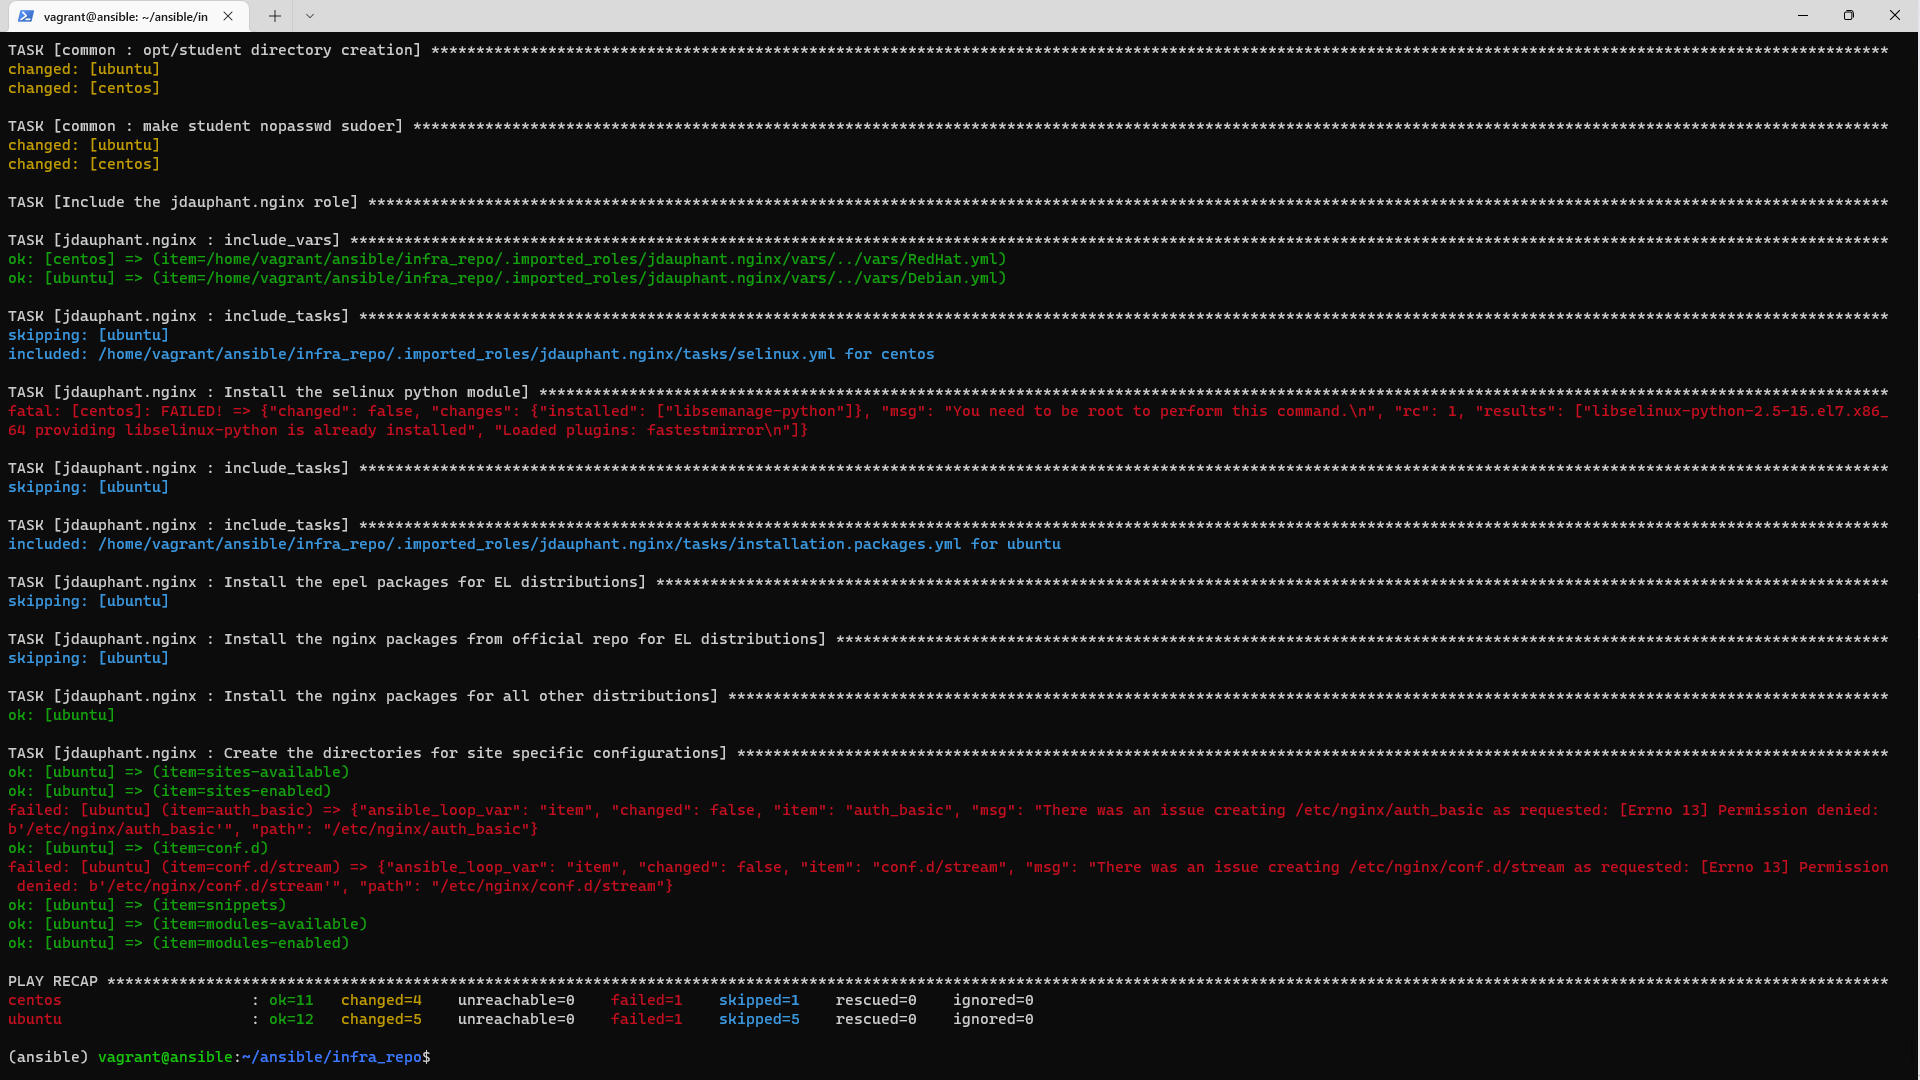 vagrant@ansible: ~/ansible/in
TASK [common : opt/student directory creation] ******************************************************************************************************************************************************************
changed: [ubuntu]
changed: [centos]
TASK [common : make student nopasswd sudoer] ********************************************************************************************************************************************************************
changed: [ubuntu]
changed: [centos]
TASK [Include the jdauphant.nginx role] *************************************************************************************************************************************************************************
TASK [jdauphant.nginx : include_vars] ***************************************************************************************************************************************************************************
ok: [centos] => (item=/home/vagrant/ansible/infra_repo/.imported_roles/jdauphant.nginx/vars/../vars/RedHat.yml)
ok: [ubuntu] => (item=/home/vagrant/ansible/infra_repo/.imported_roles/jdauphant.nginx/vars/../vars/Debian.yml)
TASK [jdauphant.nginx : include_tasks] **************************************************************************************************************************************************************************
skipping: [ubuntu]
included: /home/vagrant/ansible/infra_repo/.imported_roles/jdauphant.nginx/tasks/selinux.yml for centos
TASK [jdauphant.nginx : Install the selinux python module] ******************************************************************************************************************************************************
fatal: [centos]: FAILED! => {"changed": false, "changes": {"installed": ["libsemanage-python"]}, "msg": "You need to be root to perform this command.\n", "rc": 1, "results": ["libselinux-python-2.5-15.el7.x86_
64 providing libselinux-python is already installed", "Loaded plugins: fastestmirror\n"]}
TASK [jdauphant.nginx : include_tasks] **************************************************************************************************************************************************************************
skipping: [ubuntu]
TASK [jdauphant.nginx : include_tasks] **************************************************************************************************************************************************************************
included: /home/vagrant/ansible/infra_repo/.imported_roles/jdauphant.nginx/tasks/installation.packages.yml for ubuntu
TASK [jdauphant.nginx : Install the epel packages for EL distributions] *****************************************************************************************************************************************
skipping: [ubuntu]
TASK [jdauphant.nginx : Install the nginx packages from official repo for EL distributions] *********************************************************************************************************************
skipping: [ubuntu]
TASK [jdauphant.nginx : Install the nginx packages for all other distributions] *********************************************************************************************************************************
ok: [ubuntu]
TASK [jdauphant.nginx : Create the directories for site specific configurations] ********************************************************************************************************************************
ok: [ubuntu] => (item=sites-available)
ok: [ubuntu] => (item=sites-enabled)
failed: [ubuntu] (item=auth_basic) => {"ansible_loop_var": "item", "changed": false, "item": "auth_basic", "msg": "There was an issue creating /etc/nginx/auth_basic as requested: [Errno 13] Permission denied:
b'/etc/nginx/auth_basic'", "path": "/etc/nginx/auth_basic"}
ok: [ubuntu] => (item=conf.d)
failed: [ubuntu] (item=conf.d/stream) => {"ansible_loop_var": "item", "changed": false, "item": "conf.d/stream", "msg": "There was an issue creating /etc/nginx/conf.d/stream as requested: [Errno 13] Permission
denied: b'/etc/nginx/conf.d/stream'", "path": "/etc/nginx/conf.d/stream"}
ok: [ubuntu] => (item=snippets)
ok: [ubuntu] => (item=modules-available)
ok: [ubuntu] => (item=modules-enabled)
PLAY RECAP ******************************************************************************************************************************************************************************************************
centos : ok=11 changed=4 unreachable=0 failed=1 skipped=1 rescued=0 ignored=0
ubuntu : ok=12 changed=5 unreachable=0 failed=1 skipped=5 rescued=0 ignored=0
(ansible) vagrant@ansible:~/ansible/infra_repo$